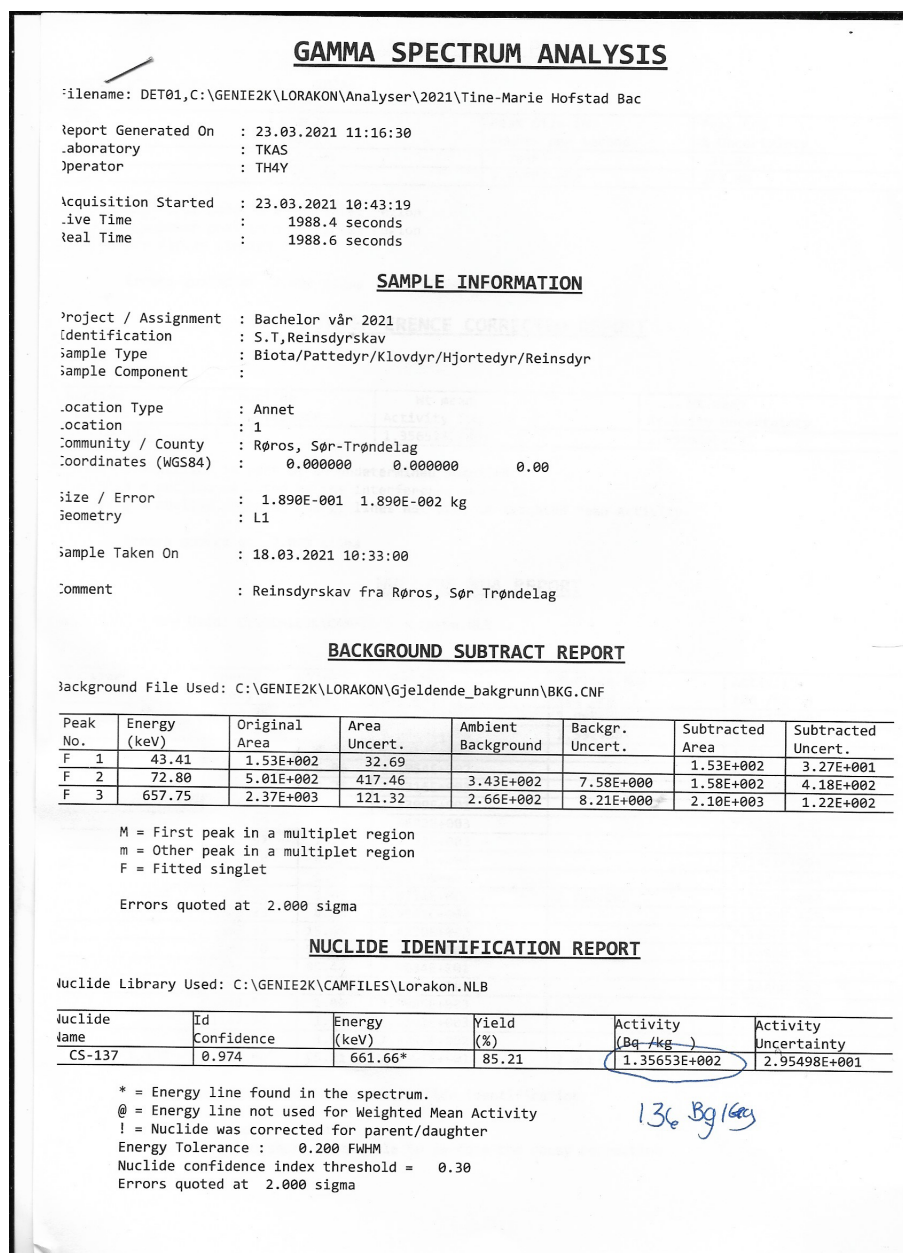 GAMMA SPECTRUM ANALYSIS
Filename: DET01,C:\GENIE2K\LORAKON\Analyser\2021\Tine-Marie Hofstad Bac
Report Generated On : 23.03.2021 11:16:30
Laboratory : TKAS
Operator : TH4Y
Acquisition Started : 23.03.2021 10:43:19
Live Time : 1988.4 seconds
Real Time : 1988.6 seconds
SAMPLE INFORMATION
Project / Assignment : Bachelor vår 2021
Identification : S.T,Reinsdyrskav
Sample Type : Biota/Pattedyr/Klovdyr/Hjortedyr/Reinsdyr
Sample Component :
Location Type : Annet
Location : 1
Community / County : Røros, Sør-Trøndelag
Coordinates (WGS84) : 0.000000 0.000000 0.00
Size / Error : 1.890E-001 1.890E-002 kg
Geometry : L1
Sample Taken On : 18.03.2021 10:33:00
Comment : Reinsdyrskav fra Røros, Sør Trøndelag
BACKGROUND SUBTRACT REPORT
Background File Used: C:\GENIE2K\LORAKON\Gjeldende_bakgrunn\BKG.CNF
Peak Energy Original Area Ambient Backgr. Subtracted Subtracted
No. (keV) Area Uncert. Background Uncert. Area Uncert.
F 1 43.41 1.53E+002 32.69 1.53E+002 3.27E+001
F 2 72.80 5.01E+002 417.46 3.43E+002 7.58E+000 1.58E+002 4.18E+002
F 3 657.75 2.37E+003 121.32 2.66E+002 8.21E+000 2.10E+003 1.22E+002
M = First peak in a multiplet region
m = Other peak in a multiplet region
F = Fitted singlet
Errors quoted at 2.000 sigma
NUCLIDE IDENTIFICATION REPORT
Nuclide Library Used: C:\GENIE2K\CAMFILES\Lorakon.NLB
Nuclide Id Energy Yield Activity Activity
Name Confidence (keV) (%) (Bq /kg ) Uncertainty
CS-137 0.974 661.66* 85.21 1.35653E+002 2.95498E+001
* = Energy line found in the spectrum.
@ = Energy line not used for Weighted Mean Activity
! = Nuclide was corrected for parent/daughter
Energy Tolerance : 0.200 FWHM
Nuclide confidence index threshold = 0.30
Errors quoted at 2.000 sigma
136 Bq/kg